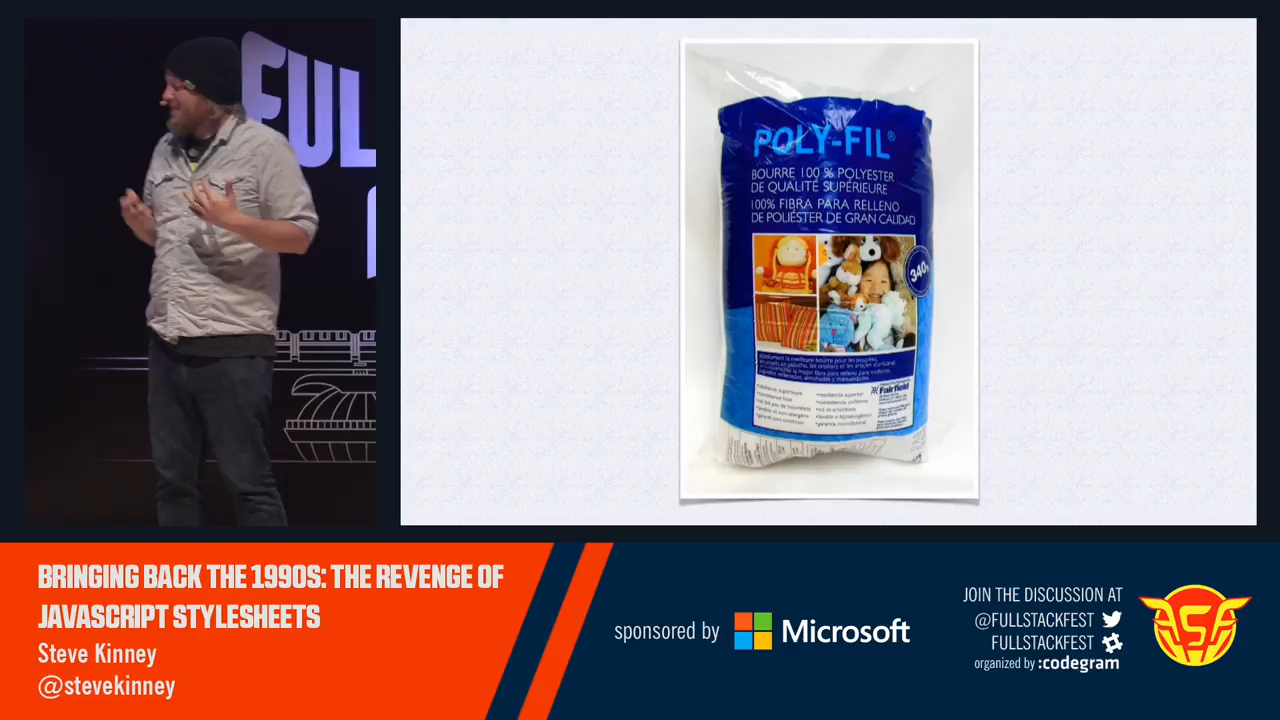 FUL
POLY-FIL®
BOURRE 100 % POLYESTER
DE QUALITÉ SUPÉRIEURE
100% FIBRA PARA RELLENO
DE POLIÉSTER DE GRAN CALIDAD
340g
Fairfield
BRINGING BACK THE 1990S: THE REVENGE OF
JAVASCRIPT STYLESHEETS
Steve Kinney
@stevekinney
sponsored by
Microsoft
JOIN THE DISCUSSION AT
@FULLSTACKFEST
FULLSTACKFEST
organized by :codegram
FSF